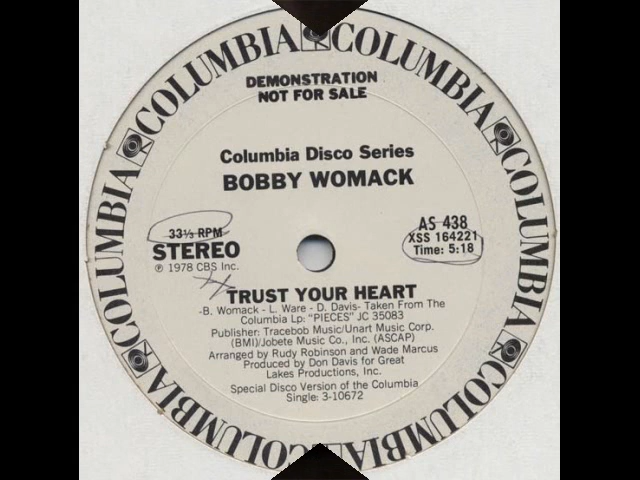 COLUMBIA COLUMBIA COLUMBIA COLUMBIA COLUMBIA COLUMBIA COLUMBIA COLUMBIA
DEMONSTRATION
NOT FOR SALE
Columbia Disco Series
BOBBY WOMACK
33⅓ RPM
STEREO
℗ 1978 CBS Inc.
AS 438
XSS 164221
Time: 5:18
TRUST YOUR HEART
-B. Womack - L. Ware - D. Davis- Taken From The
Columbia Lp: "PIECES" JC 35083
Publisher: Tracebob Music/Unart Music Corp.
(BMI)/Jobete Music Co., Inc. (ASCAP)
Arranged by Rudy Robinson and Wade Marcus
Produced by Don Davis for Great
Lakes Productions, Inc.
Special Disco Version of the Columbia
Single: 3-10672